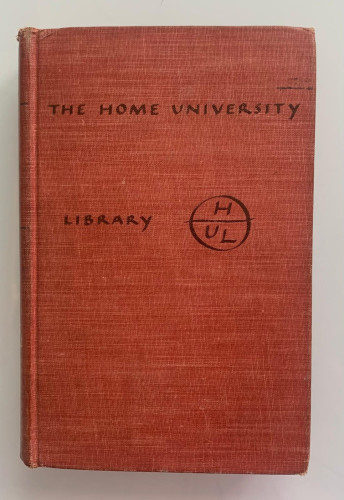 THE HOME UNIVERSITY
LIBRARY
H
UL